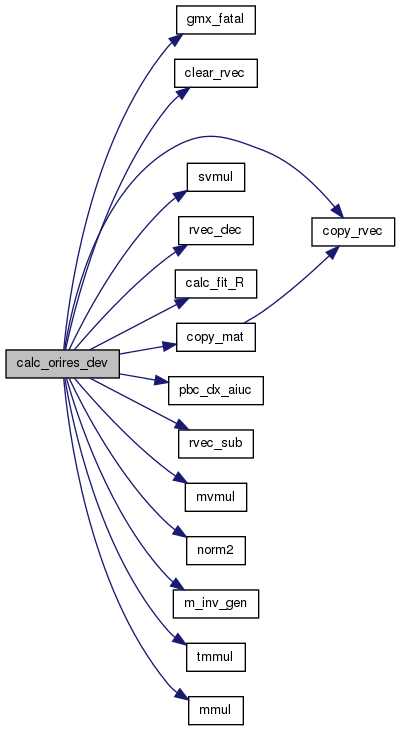 gmx_fatal
clear_rvec
svmul
rvec_dec
copy_rvec
calc_fit_R
copy_mat
calc_orires_dev
pbc_dx_aiuc
rvec_sub
mvmul
norm2
m_inv_gen
tmmul
mmul